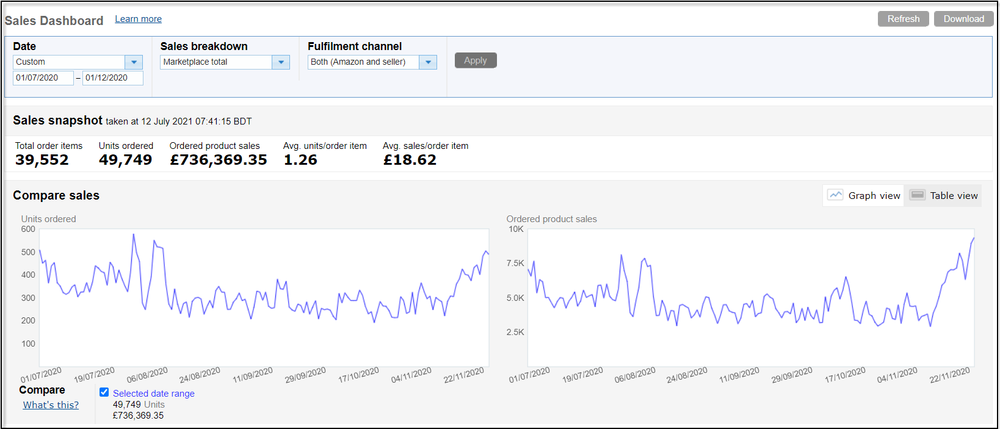 Sales Dashboard Learn more Refresh Download
Date Sales breakdown Fulfilment channel
Custom Marketplace total Both (Amazon and seller) Apply
01/07/2020 – 01/12/2020
Sales snapshot taken at 12 July 2021 07:41:15 BDT
Total order items Units ordered Ordered product sales Avg. units/order item Avg. sales/order item
39,552 49,749 £736,369.35 1.26 £18.62
Compare sales Graph view Table view
Units ordered
600
500
400
300
200
100
01/07/2020 19/07/2020 06/08/2020 24/08/2020 11/09/2020 29/09/2020 17/10/2020 04/11/2020 22/11/2020
Ordered product sales
10K
7.5K
5.0K
2.5K
01/07/2020 19/07/2020 06/08/2020 24/08/2020 11/09/2020 29/09/2020 17/10/2020 04/11/2020 22/11/2020
Compare Selected date range
What's this? 49,749 Units
£736,369.35